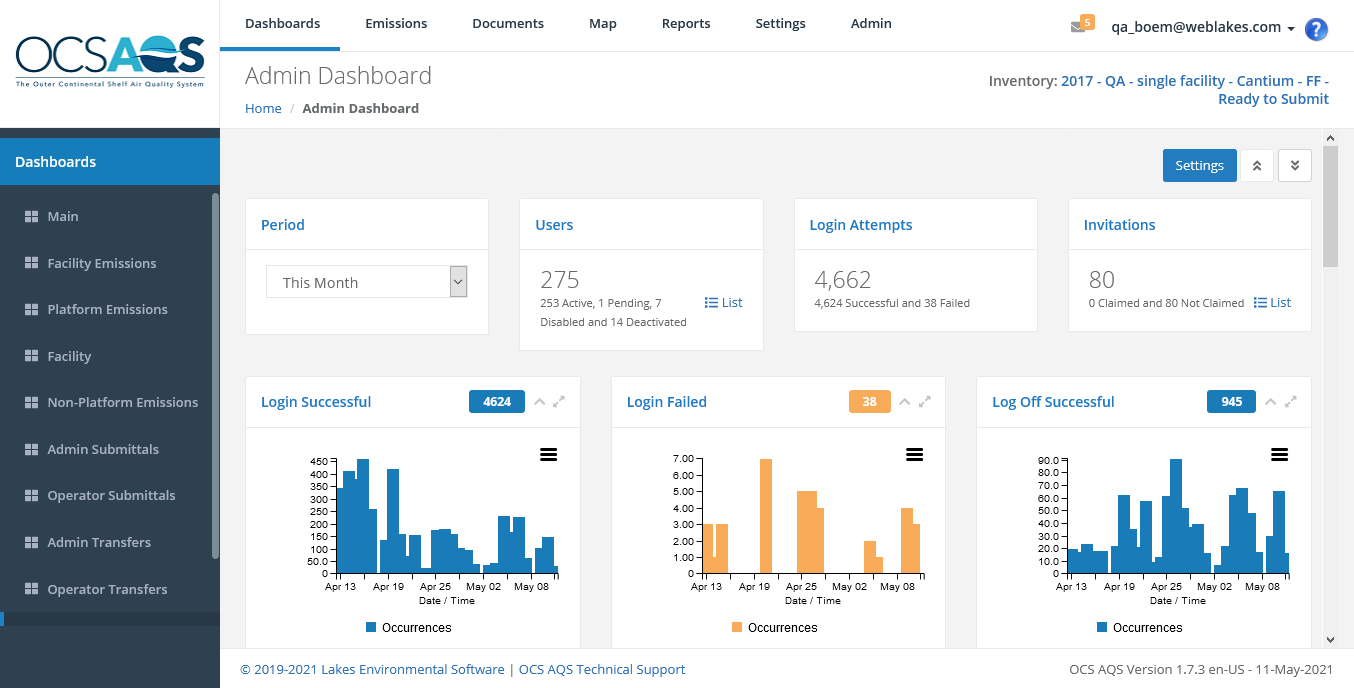 OCSAQS
The Outer Continental Shelf Air Quality System
Dashboards Emissions Documents Map Reports Settings Admin
5 qa_boem@weblakes.com ?
Admin Dashboard
Home / Admin Dashboard
Inventory: 2017 - QA - single facility - Cantium - FF -
Ready to Submit
Dashboards
Main
Facility Emissions
Platform Emissions
Facility
Non-Platform Emissions
Admin Submittals
Operator Submittals
Admin Transfers
Operator Transfers
Settings
Period
This Month
Users
275
253 Active, 1 Pending, 7
Disabled and 14 Deactivated
List
Login Attempts
4,662
4,624 Successful and 38 Failed
Invitations
80
0 Claimed and 80 Not Claimed
List
Login Successful 4624
450
400
350
300
250
200
150
100
50.0
0
Apr 13 Apr 19 Apr 25 May 02 May 08
Date / Time
Occurrences
Login Failed 38
7.00
6.00
5.00
4.00
3.00
2.00
1.00
0
Apr 13 Apr 19 Apr 25 May 02 May 08
Date / Time
Occurrences
Log Off Successful 945
90.0
80.0
70.0
60.0
50.0
40.0
30.0
20.0
10.0
0
Apr 13 Apr 19 Apr 25 May 02 May 08
Date / Time
Occurrences
© 2019-2021 Lakes Environmental Software | OCS AQS Technical Support
OCS AQS Version 1.7.3 en-US - 11-May-2021